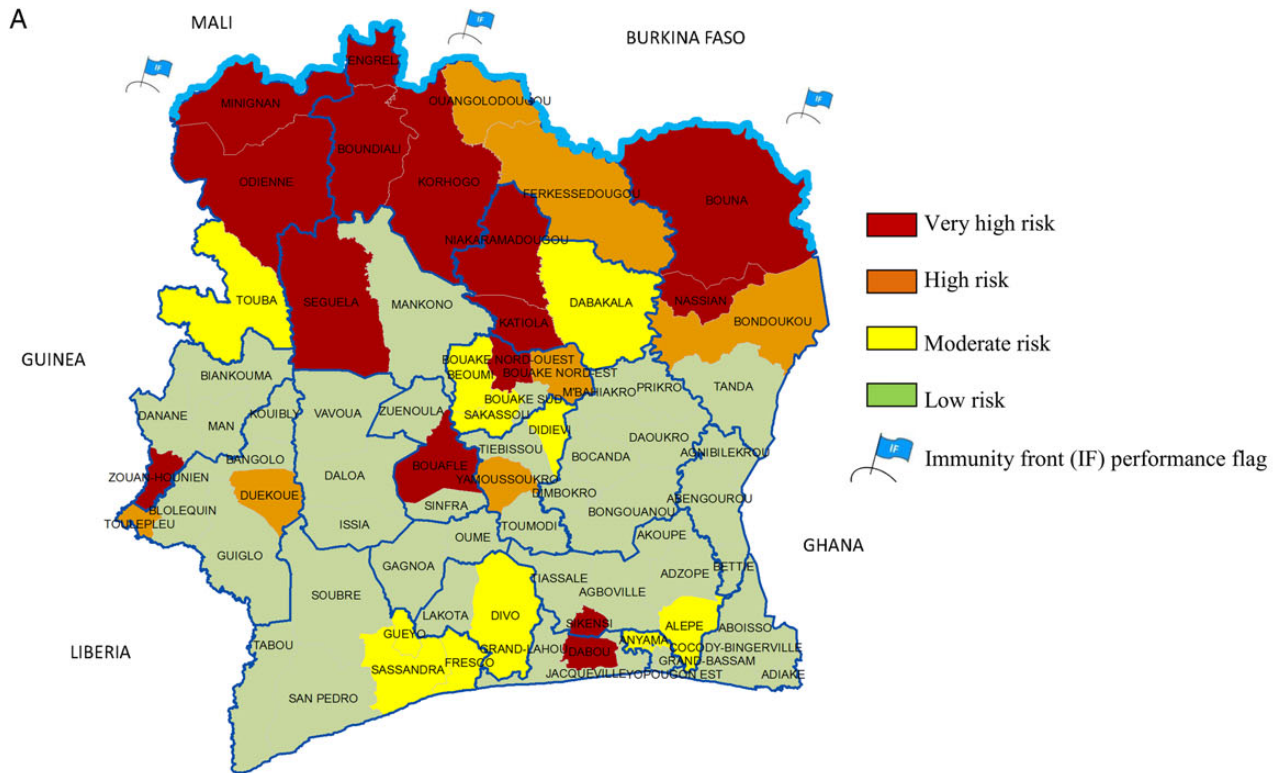 A
MALI
IF
BURKINA FASO
IF
IF
ENGREL
MINIGNAN
OUANGOLODOUGOU
BOUNDIALI
ODIENNE
KORHOGO
FERKESSEDOUGOU
BOUNA
NIAKARAMADOUGOU
TOUBA
SEGUELA
MANKONO
DABAKALA
NASSIAN
BONDOUKOU
KATIOLA
GUINEA
BIANKOUMA
BOUAKE NORD-OUEST
BEOUMI
BOUAKE NORD-EST
M'BAHIAKRO
PRIKRO
TANDA
DANANE
MAN
KOUIBLY
VAVOUA
ZUENOULA
BOUAKE SUD
SAKASSOU
DIDIEVI
DAOUKRO
AGNIBILEKROU
BANGOLO
ZOUAN-HOUNIEN
DALOA
BOUAFLE
TIEBISSOU
BOCANDA
YAMOUSSOUKRO
DUEKOUE
DIMBOKRO
ABENGOUROU
BLOLEQUIN
TOULEPLEU
ISSIA
SINFRA
BONGOUANOU
TOUMODI
OUME
AKOUPE
GUIGLO
GAGNOA
ADZOPE
BETTIE
TIASSALE
AGBOVILLE
SOUBRE
LAKOTA
DIVO
SIKENSI
ALEPE
ABOISSO
GUEYO
ANYAMA
TABOU
GRAND-LAHOU
DABOU
COCODY-BINGERVILLE
FRESCO
SASSANDRA
GRAND-BASSAM
JACQUEVILLE
YOPOUGON EST
ADIAKE
SAN PEDRO
LIBERIA
GHANA
Very high risk
High risk
Moderate risk
Low risk
IF
Immunity front (IF) performance flag